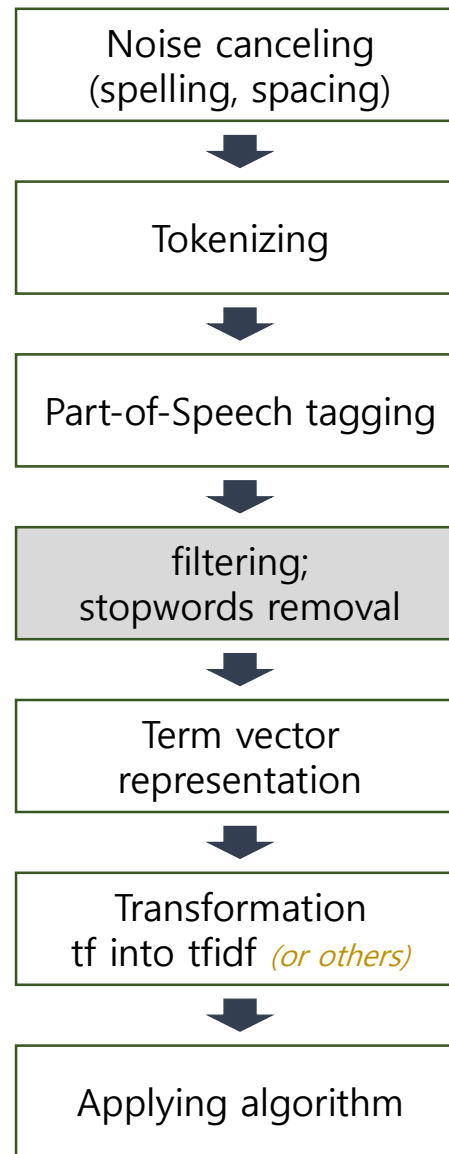 Noise canceling
(spelling, spacing)
Tokenizing
Part-of-Speech tagging
filtering;
stopwords removal
Term vector
representation
Transformation
tf into tfidf (or others)
Applying algorithm